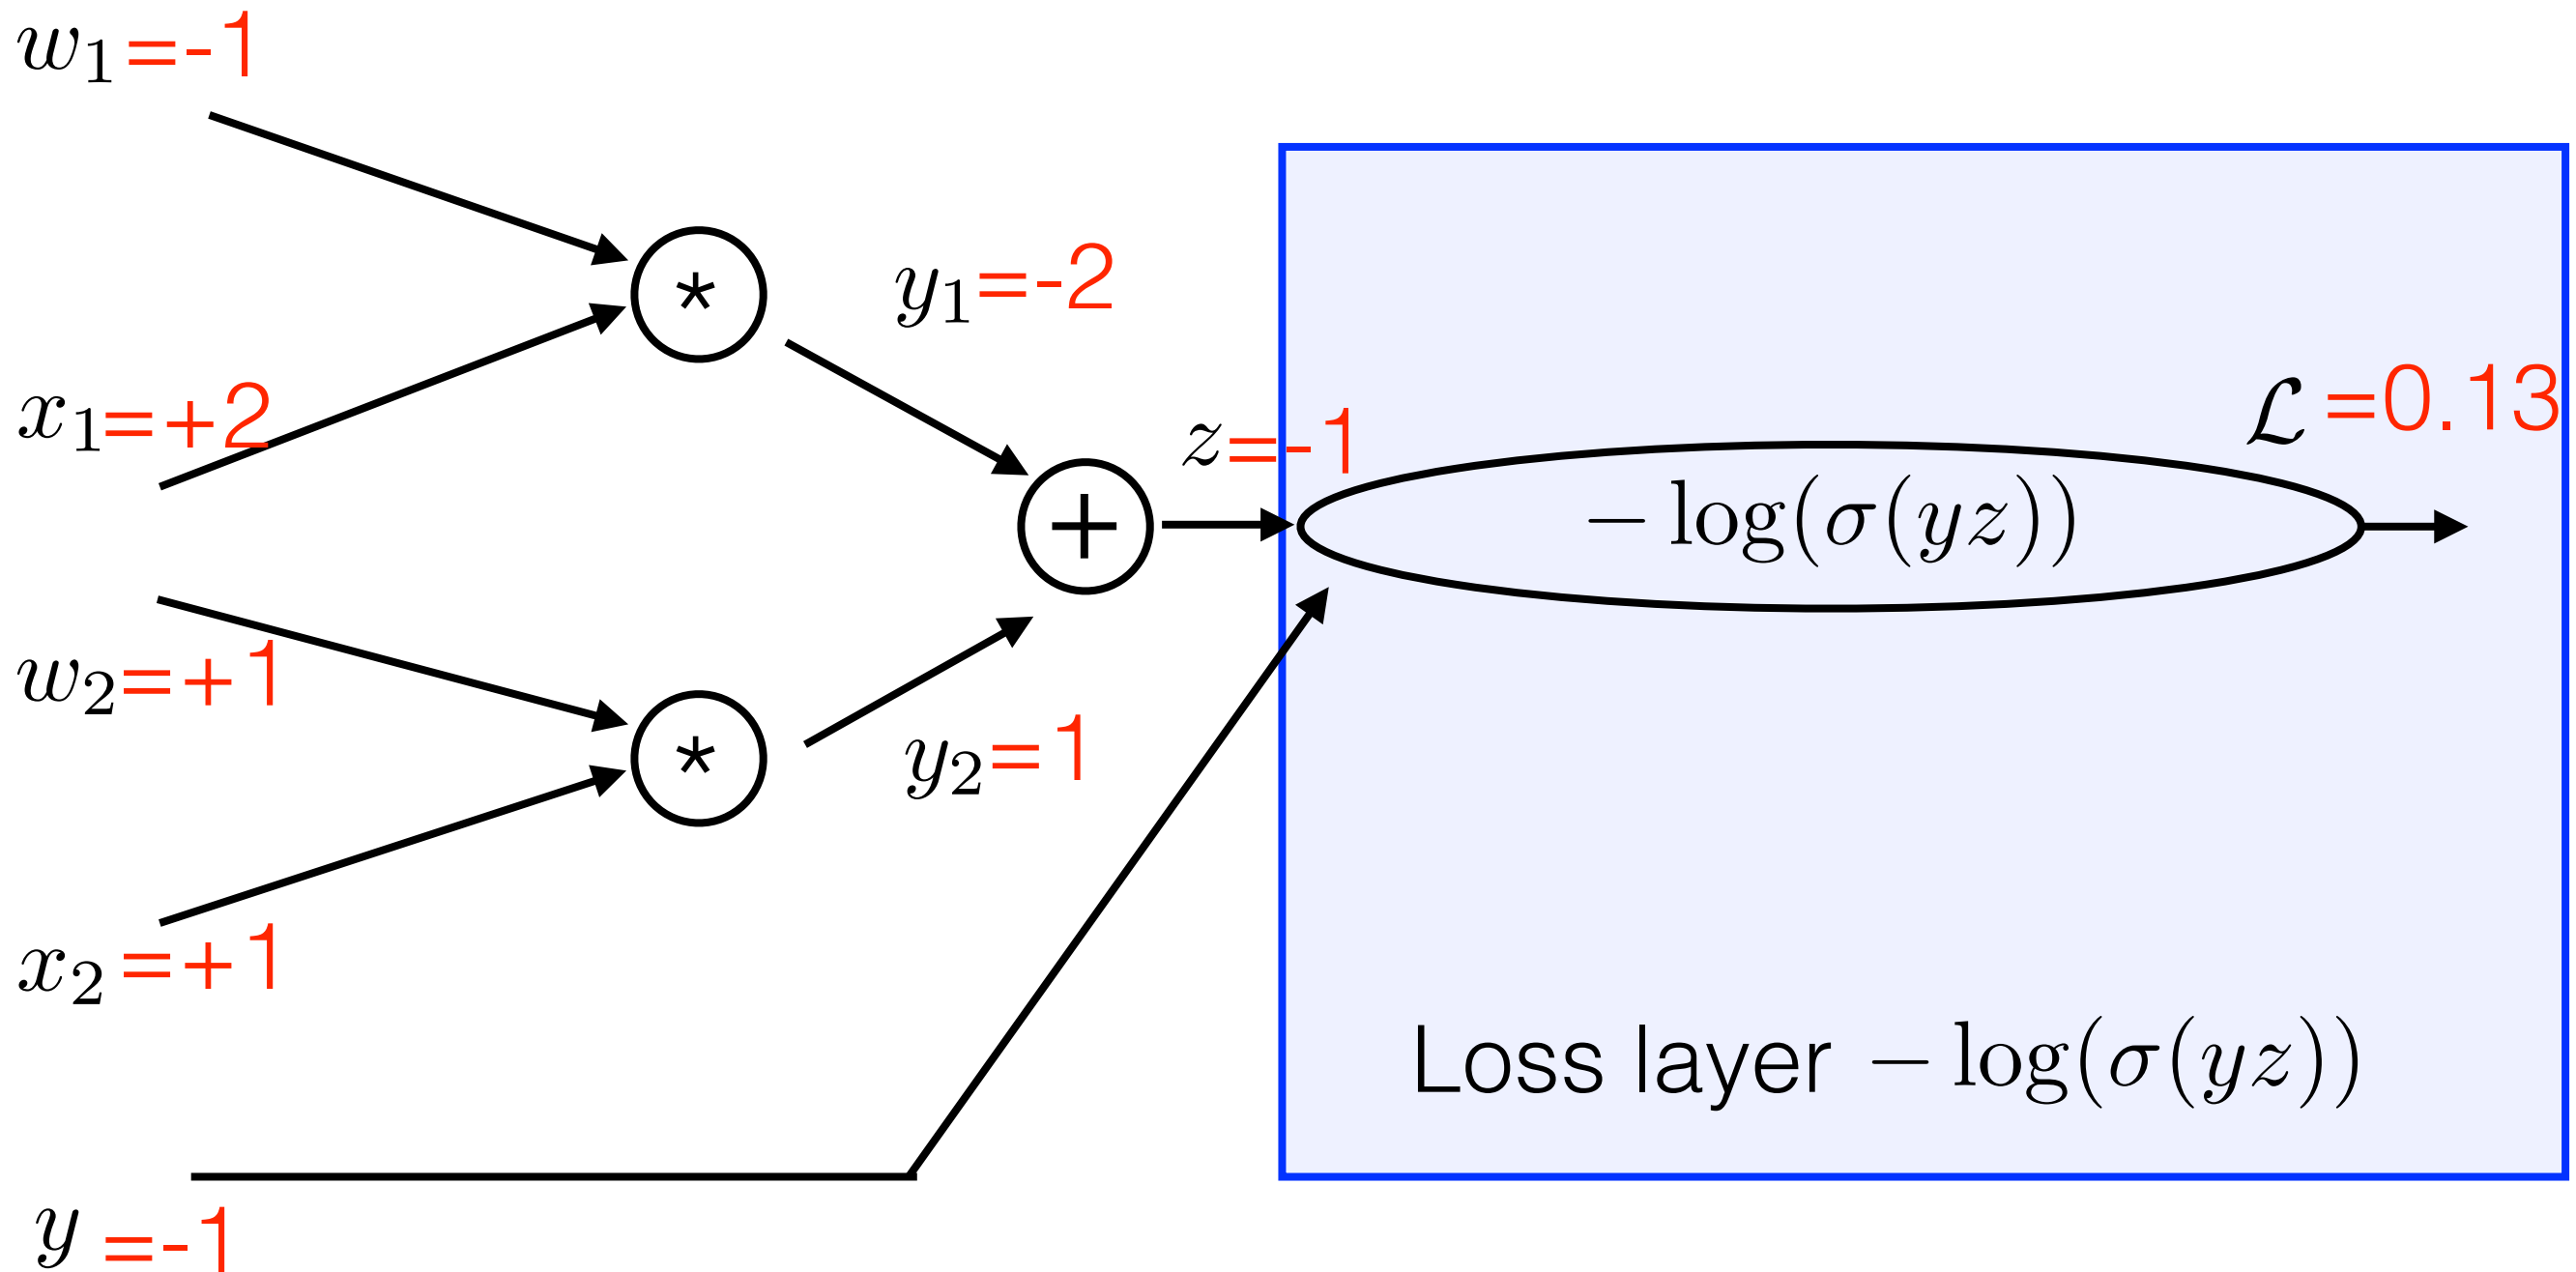 w₁=-1
x₁=+2
w₂=+1
x₂=+1
y=-1
*
*
y₁=-2
y₂=1
+
z=-1
− log(σ(yz))
ℒ=0.13
Loss layer − log(σ(yz))